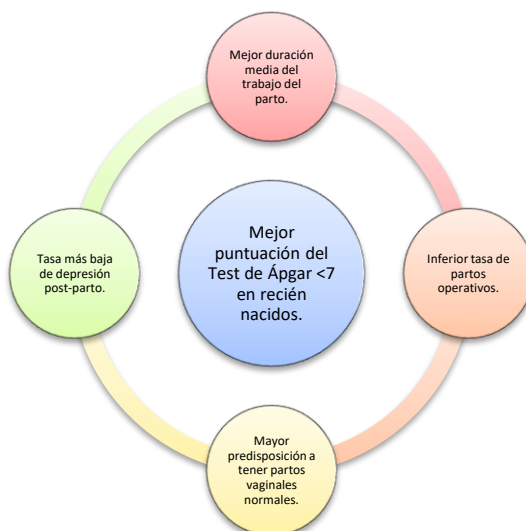 Mejor duración
media del
trabajo del
parto.
Mejor
puntuación del
Test de Ápgar <7
en recién
nacidos.
Tasa más baja
de depresión
post-parto.
Inferior tasa de
partos
operativos.
Mayor
predisposición a
tener partos
vaginales
normales.